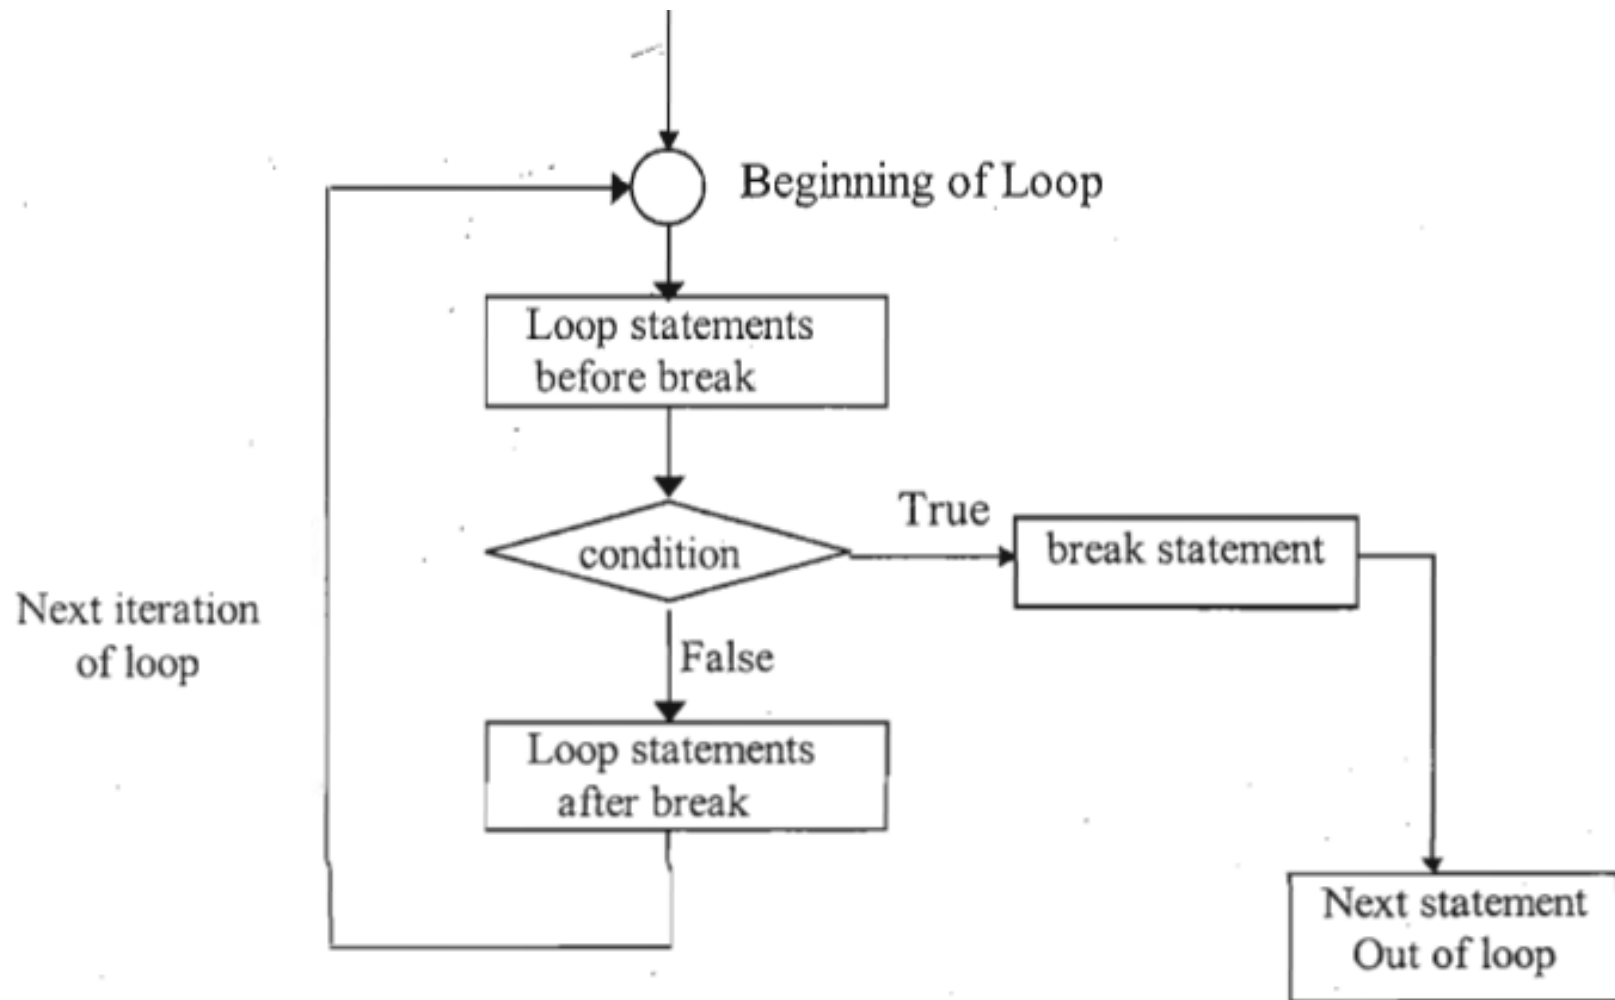 Beginning of Loop
Loop statements
before break
condition
True
break statement
False
Next iteration
of loop
Loop statements
after break
Next statement
Out of loop